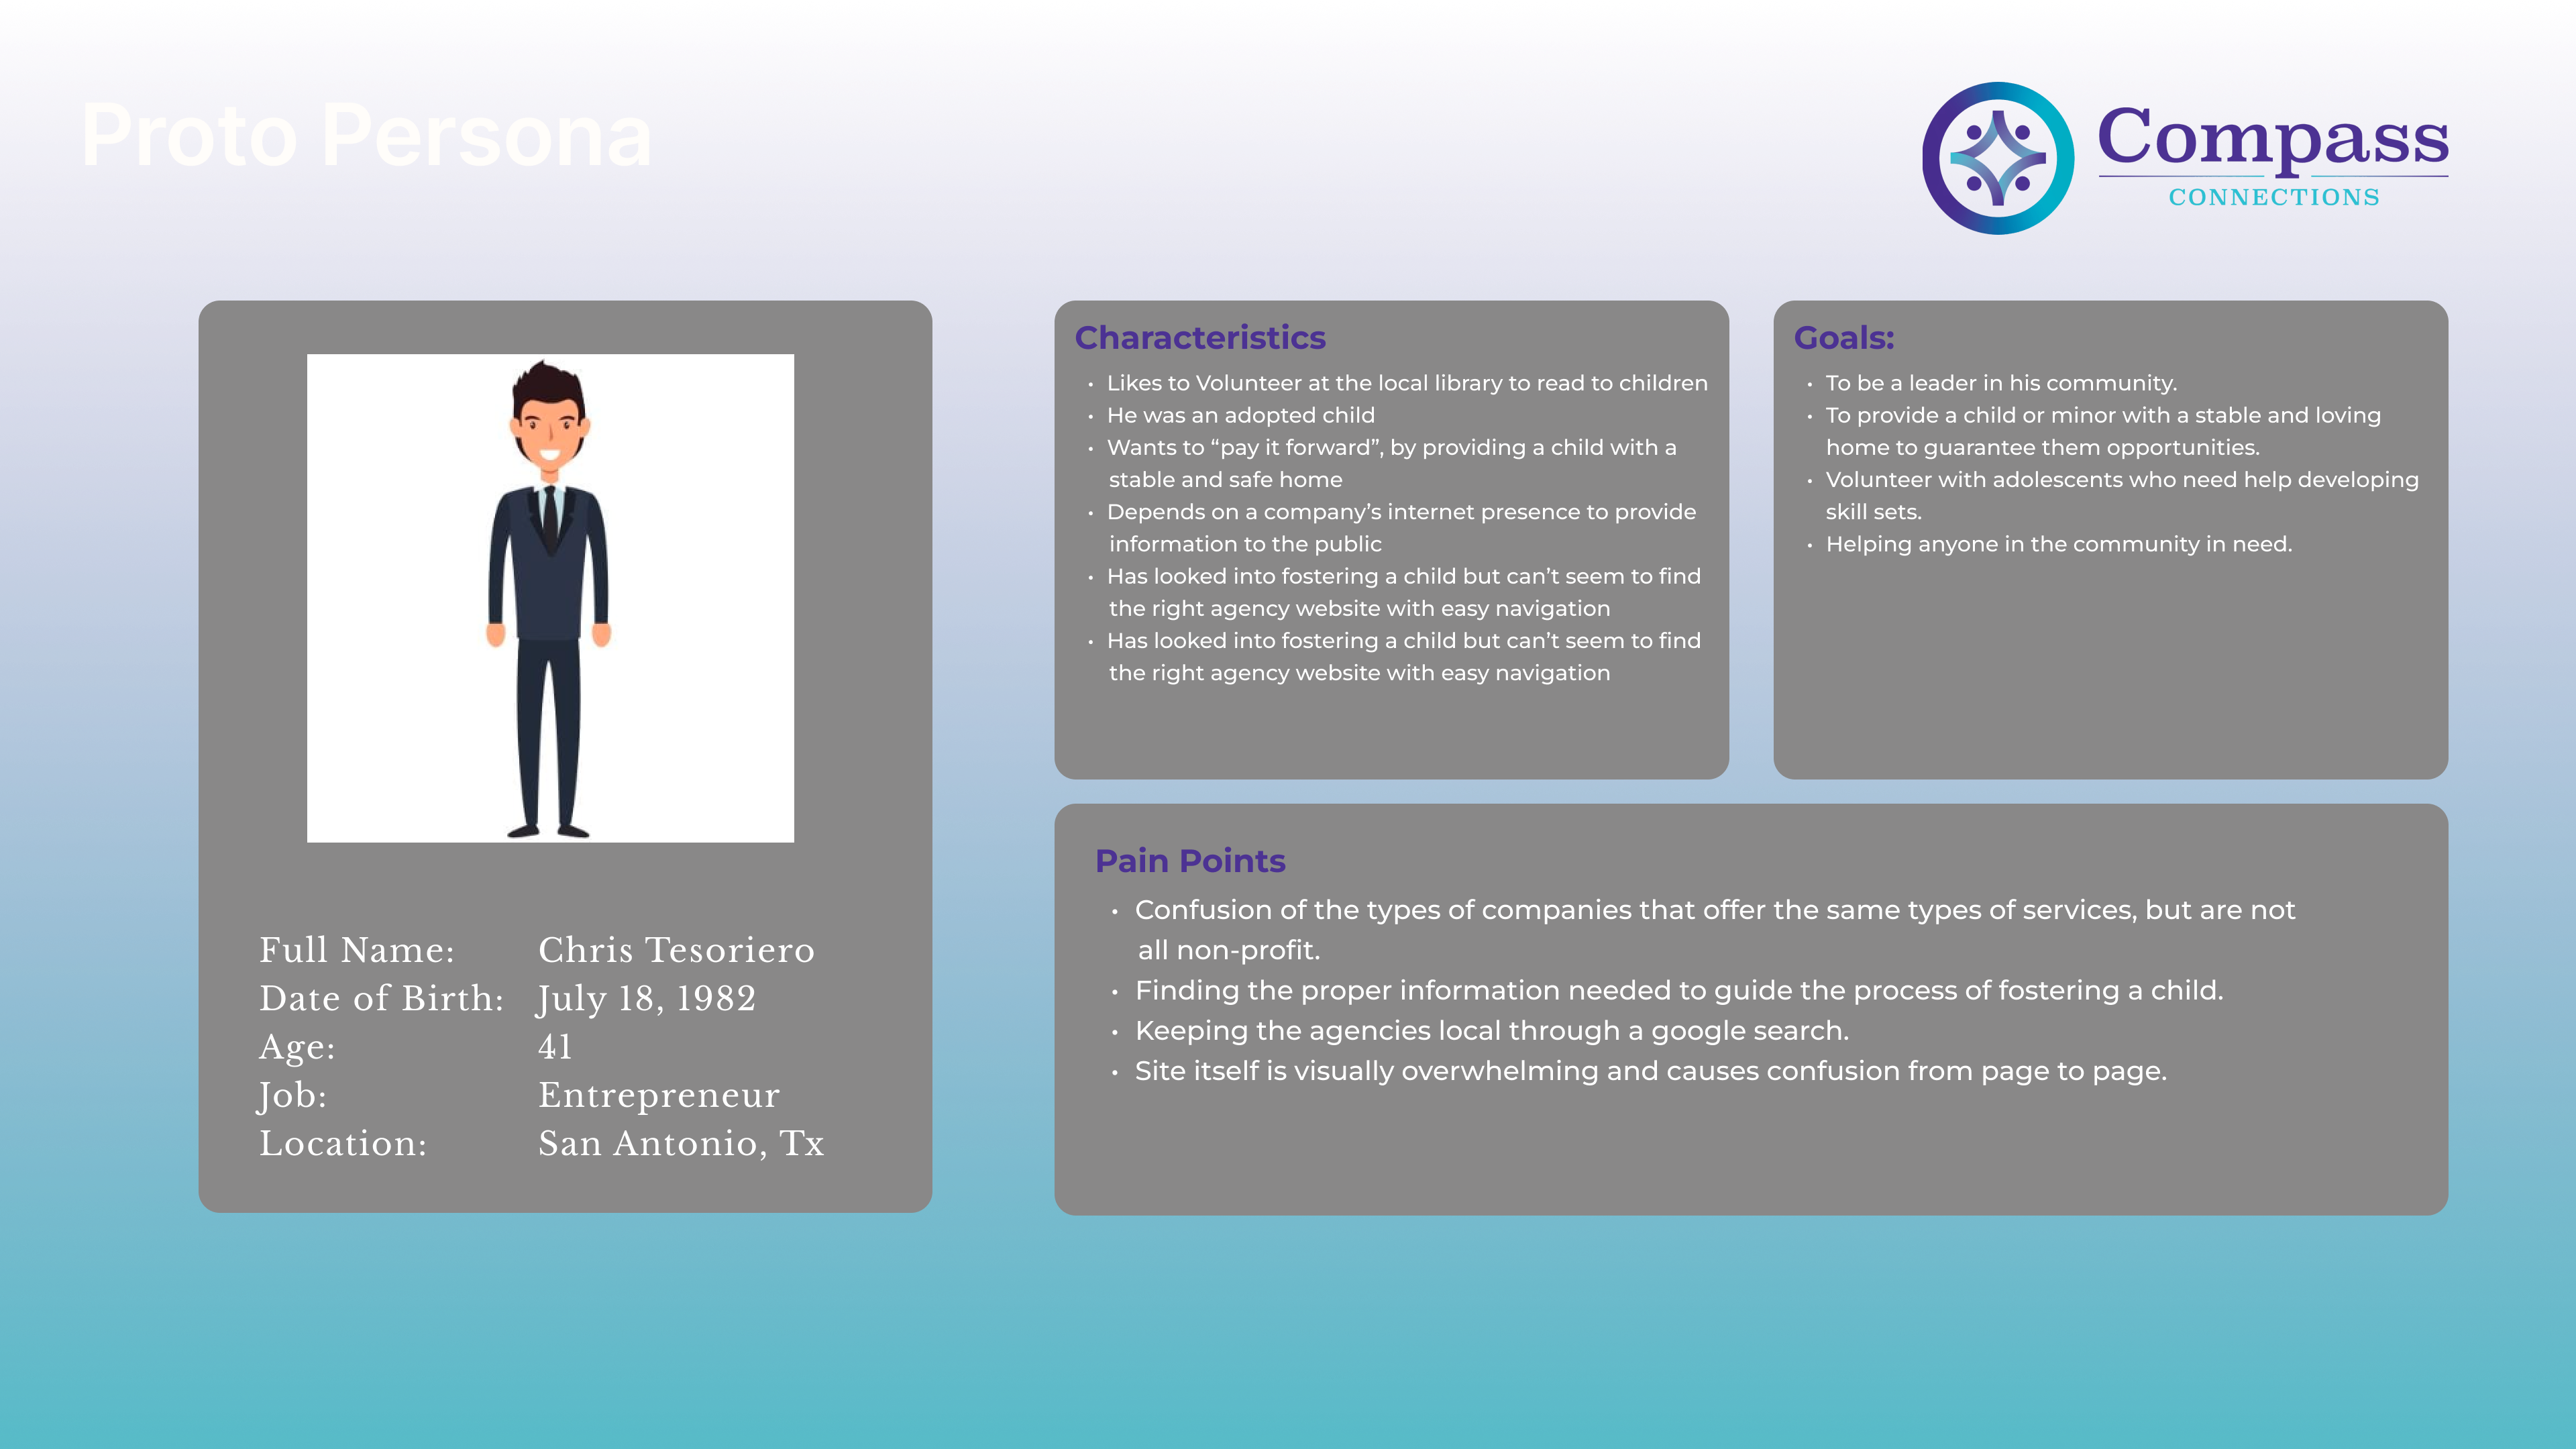 Proto Persona
Compass
CONNECTIONS
Full Name: Chris Tesoriero
Date of Birth: July 18, 1982
Age: 41
Job: Entrepreneur
Location: San Antonio, Tx
Characteristics
• Likes to Volunteer at the local library to read to children
• He was an adopted child
• Wants to “pay it forward”, by providing a child with a
stable and safe home
• Depends on a company’s internet presence to provide
information to the public
• Has looked into fostering a child but can’t seem to find
the right agency website with easy navigation
• Has looked into fostering a child but can’t seem to find
the right agency website with easy navigation
Goals:
• To be a leader in his community.
• To provide a child or minor with a stable and loving
home to guarantee them opportunities.
• Volunteer with adolescents who need help developing
skill sets.
• Helping anyone in the community in need.
Pain Points
• Confusion of the types of companies that offer the same types of services, but are not
all non-profit.
• Finding the proper information needed to guide the process of fostering a child.
• Keeping the agencies local through a google search.
• Site itself is visually overwhelming and causes confusion from page to page.